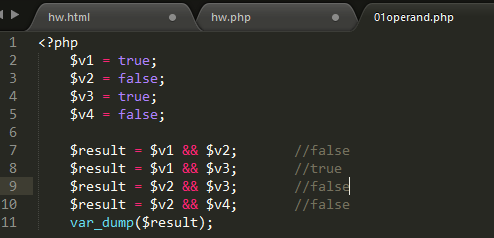 hw.html hw.php 01operand.php
1 <?php
2 $v1 = true;
3 $v2 = false;
4 $v3 = true;
5 $v4 = false;
6
7 $result = $v1 && $v2; //false
8 $result = $v1 && $v3; //true
9 $result = $v2 && $v3; //false
10 $result = $v2 && $v4; //false
11 var_dump($result);